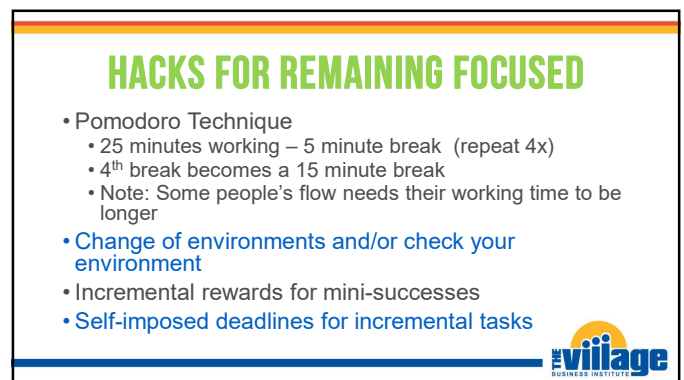 HACKS FOR REMAINING FOCUSED
• Pomodoro Technique
• 25 minutes working – 5 minute break (repeat 4x)
• 4th break becomes a 15 minute break
• Note: Some people's flow needs their working time to be
longer
• Change of environments and/or check your
environment
• Incremental rewards for mini-successes
• Self-imposed deadlines for incremental tasks
THE village
BUSINESS INSTITUTE